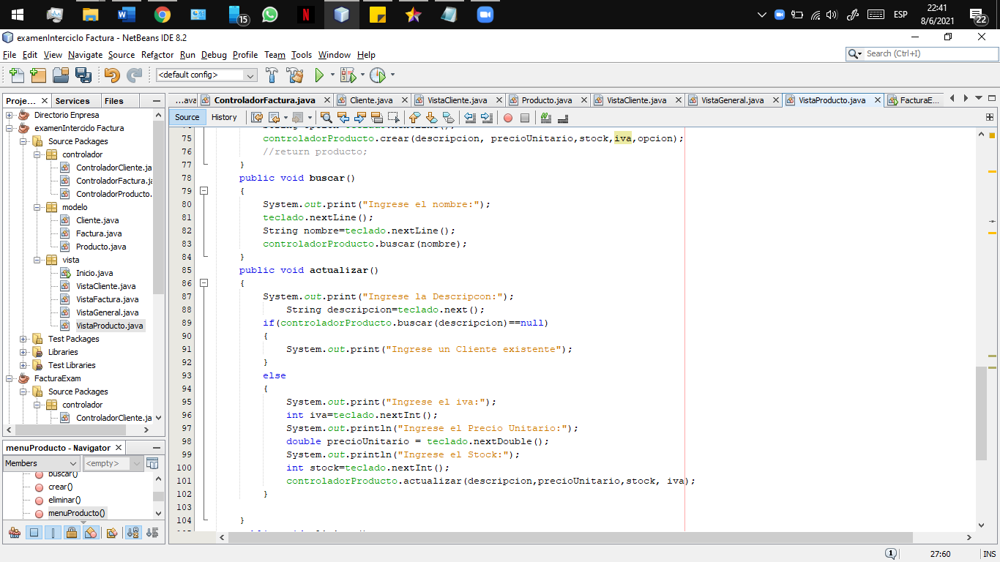 15
ESP
22:41
8/6/2021
22
examenInterciclo Factura - NetBeans IDE 8.2
File Edit View Navigate Source Refactor Run Debug Profile Team Tools Window Help
Search (Ctrl+I)
<default config>
Proje... Services Files
...ava ControladorFactura.java Cliente.java VistaCliente.java Producto.java VistaCliente.java VistaGeneral.java VistaProducto.java FacturaE...
Source History
Directorio Enpresa
examenInterciclo Factura
Source Packages
controlador
ControladorCliente.ja
ControladorFactura.ja
ControladorProducto.
modelo
Cliente.java
Factura.java
Producto.java
vista
Inicio.java
VistaCliente.java
VistaFactura.java
VistaGeneral.java
VistaProducto.java
Test Packages
Libraries
Test Libraries
FacturaExam
Source Packages
controlador
ControladorCliente.ja
menuProducto - Navigator
Members <empty>
buscar()
crear()
eliminar()
menuProducto()
75 controladorProducto.crear(descripcion, precioUnitario,stock,iva,opcion);
76 //return producto;
77 }
78 public void buscar()
79 {
80 System.out.print("Ingrese el nombre:");
81 teclado.nextLine();
82 String nombre=teclado.nextLine();
83 controladorProducto.buscar(nombre);
84 }
85 public void actualizar()
86 {
87 System.out.print("Ingrese la Descripcon:");
88 String descripcion=teclado.next();
89 if(controladorProducto.buscar(descripcion)==null)
90 {
91 System.out.print("Ingrese un Cliente existente");
92 }
93 else
94 {
95 System.out.print("Ingrese el iva:");
96 int iva=teclado.nextInt();
97 System.out.println("Ingrese el Precio Unitario:");
98 double precioUnitario = teclado.nextDouble();
99 System.out.println("Ingrese el Stock:");
100 int stock=teclado.nextInt();
101 controladorProducto.actualizar(descripcion,precioUnitario,stock, iva);
102 }
103
104 }
1
27:60
INS